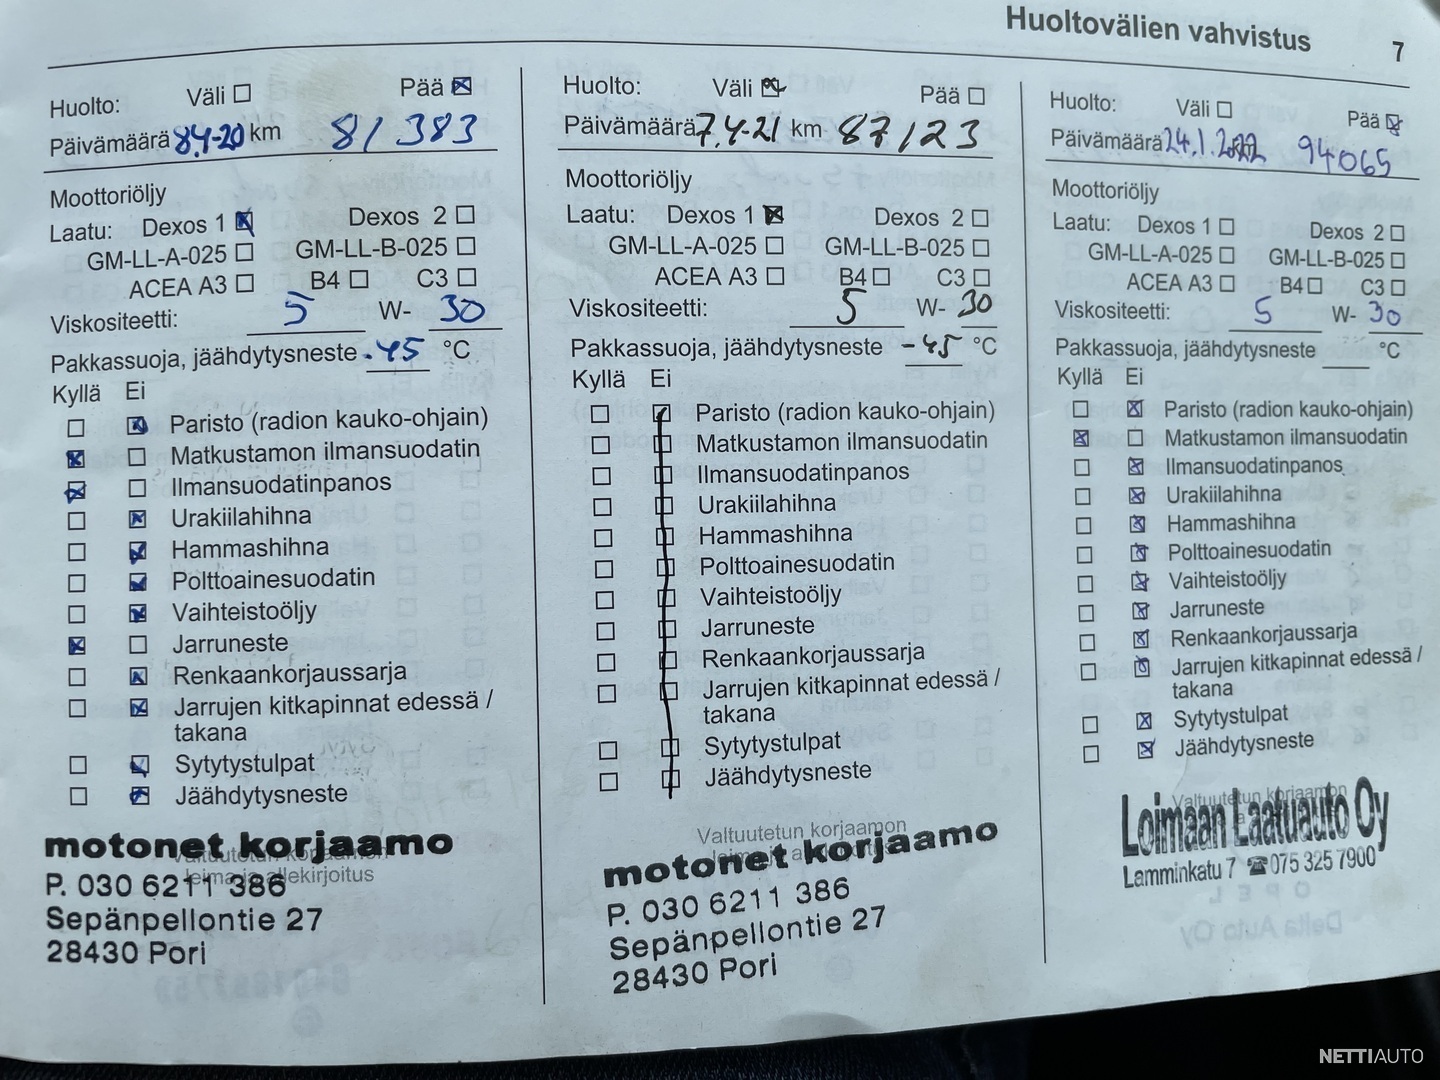 Huoltovälien vahvistus 7
Huolto: Väli Pää
Päivämäärä 8.4-20 km 81383
Moottoriöljy
Laatu: Dexos 1 Dexos 2
GM-LL-A-025 GM-LL-B-025
ACEA A3 B4 C3
Viskositeetti: 5 W- 30
Pakkassuoja, jäähdytysneste -45 °C
Kyllä Ei
Paristo (radion kauko-ohjain)
Matkustamon ilmansuodatin
Ilmansuodatinpanos
Urakiilahihna
Hammashihna
Polttoainesuodatin
Vaihteistoöljy
Jarruneste
Renkaankorjaussarja
Jarrujen kitkapinnat edessä /
takana
Sytytystulpat
Jäähdytysneste
motonet korjaamo
P. 030 6211 386
Sepänpellontie 27
28430 Pori
Huolto: Väli Pää
Päivämäärä 7.4-21 km 87123
Moottoriöljy
Laatu: Dexos 1 Dexos 2
GM-LL-A-025 GM-LL-B-025
ACEA A3 B4 C3
Viskositeetti: 5 W- 30
Pakkassuoja, jäähdytysneste -45 °C
Kyllä Ei
Paristo (radion kauko-ohjain)
Matkustamon ilmansuodatin
Ilmansuodatinpanos
Urakiilahihna
Hammashihna
Polttoainesuodatin
Vaihteistoöljy
Jarruneste
Renkaankorjaussarja
Jarrujen kitkapinnat edessä /
takana
Sytytystulpat
Jäähdytysneste
Valtuutetun korjaamon
motonet korjaamo
P. 030 6211 386
Sepänpellontie 27
28430 Pori
Huolto: Väli Pää
Päivämäärä 24.1.2022 94065
Moottoriöljy
Laatu: Dexos 1 Dexos 2
GM-LL-A-025 GM-LL-B-025
ACEA A3 B4 C3
Viskositeetti: 5 W- 30
Pakkassuoja, jäähdytysneste °C
Kyllä Ei
Paristo (radion kauko-ohjain)
Matkustamon ilmansuodatin
Ilmansuodatinpanos
Urakiilahihna
Hammashihna
Polttoainesuodatin
Vaihteistoöljy
Jarruneste
Renkaankorjaussarja
Jarrujen kitkapinnat edessä /
takana
Sytytystulpat
Jäähdytysneste
Valtuutetun korjaamon
Loimaan Laatuauto Oy
Lamminkatu 7 ☎075 325 7900
NETTIAUTO